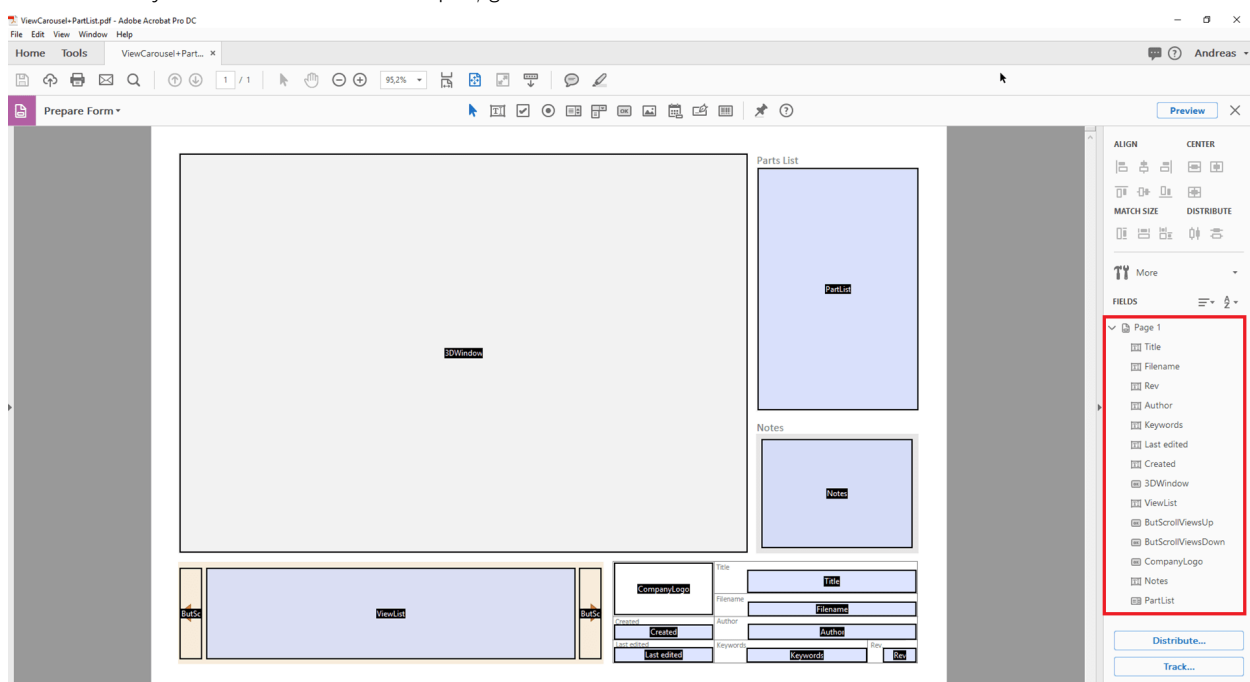 ViewCarousel+PartList.pdf - Adobe Acrobat Pro DC
File Edit View Window Help
Home Tools ViewCarousel+Part... × ? Andreas
1 / 1 95,2%
Prepare Form OK ? Preview
ALIGN CENTER
MATCH SIZE DISTRIBUTE
More
FIELDS
Page 1
Title
Filename
Rev
Author
Keywords
Last edited
Created
3DWindow
ViewList
ButScrollViewsUp
ButScrollViewsDown
CompanyLogo
Notes
PartList
Distribute...
Track...
Parts List
PartList
3DWindow
Notes
Notes
ButSc
ViewList
ButSc
CompanyLogo
Title
Title
Filename
Filename
Created
Created
Author
Author
Last edited
Last edited
Keywords
Keywords
Rev
Rev